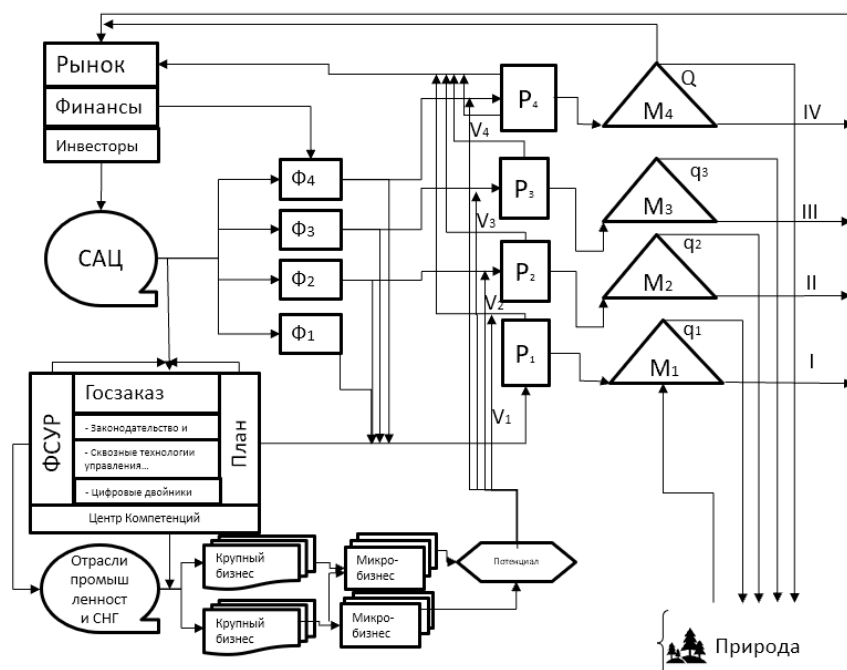 Рынок
Финансы
Инвесторы
САЦ
Ф₄
Ф₃
Ф₂
Ф₁
P₄
P₃
P₂
P₁
V₄
V₃
V₂
V₁
Q
M₄
IV
q₃
M₃
III
q₂
M₂
II
q₁
M₁
I
ФСУР
Госзаказ
- Законодательство и
- Сквозные технологии
управления...
- Цифровые двойники
План
Центр Компетенций
Отрасли
промыш
ленност
и СНГ
Крупный
бизнес
Крупный
бизнес
Микро-
бизнес
Микро-
бизнес
Потенциал
Природа